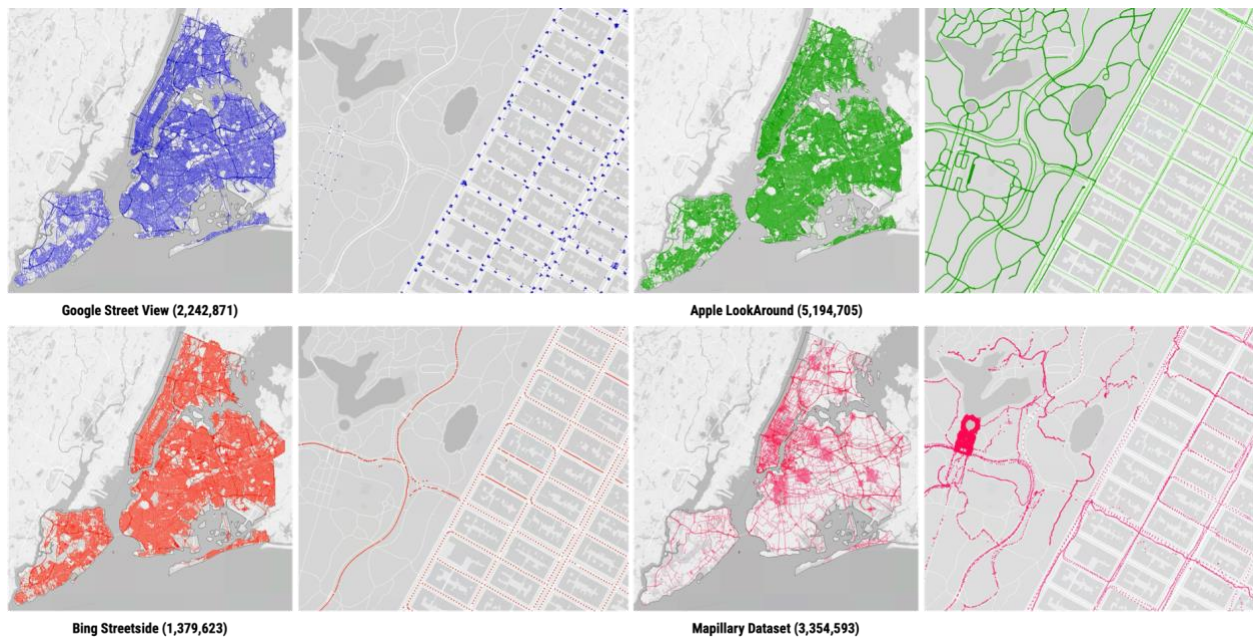 Google Street View (2,242,871)
Apple LookAround (5,194,705)
Bing Streetside (1,379,623)
Mapillary Dataset (3,354,593)